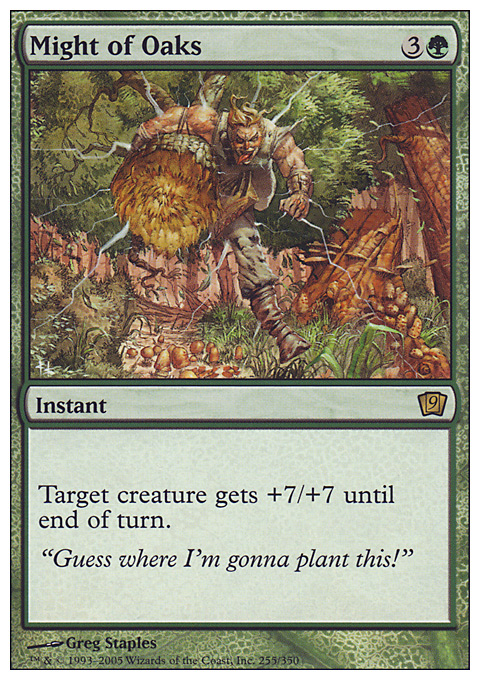 Might of Oaks 3
Instant 9
Target creature gets +7/+7 until
end of turn.
“Guess where I’m gonna plant this!”
Greg Staples
™ & © 1993–2005 Wizards of the Coast, Inc. 255/350